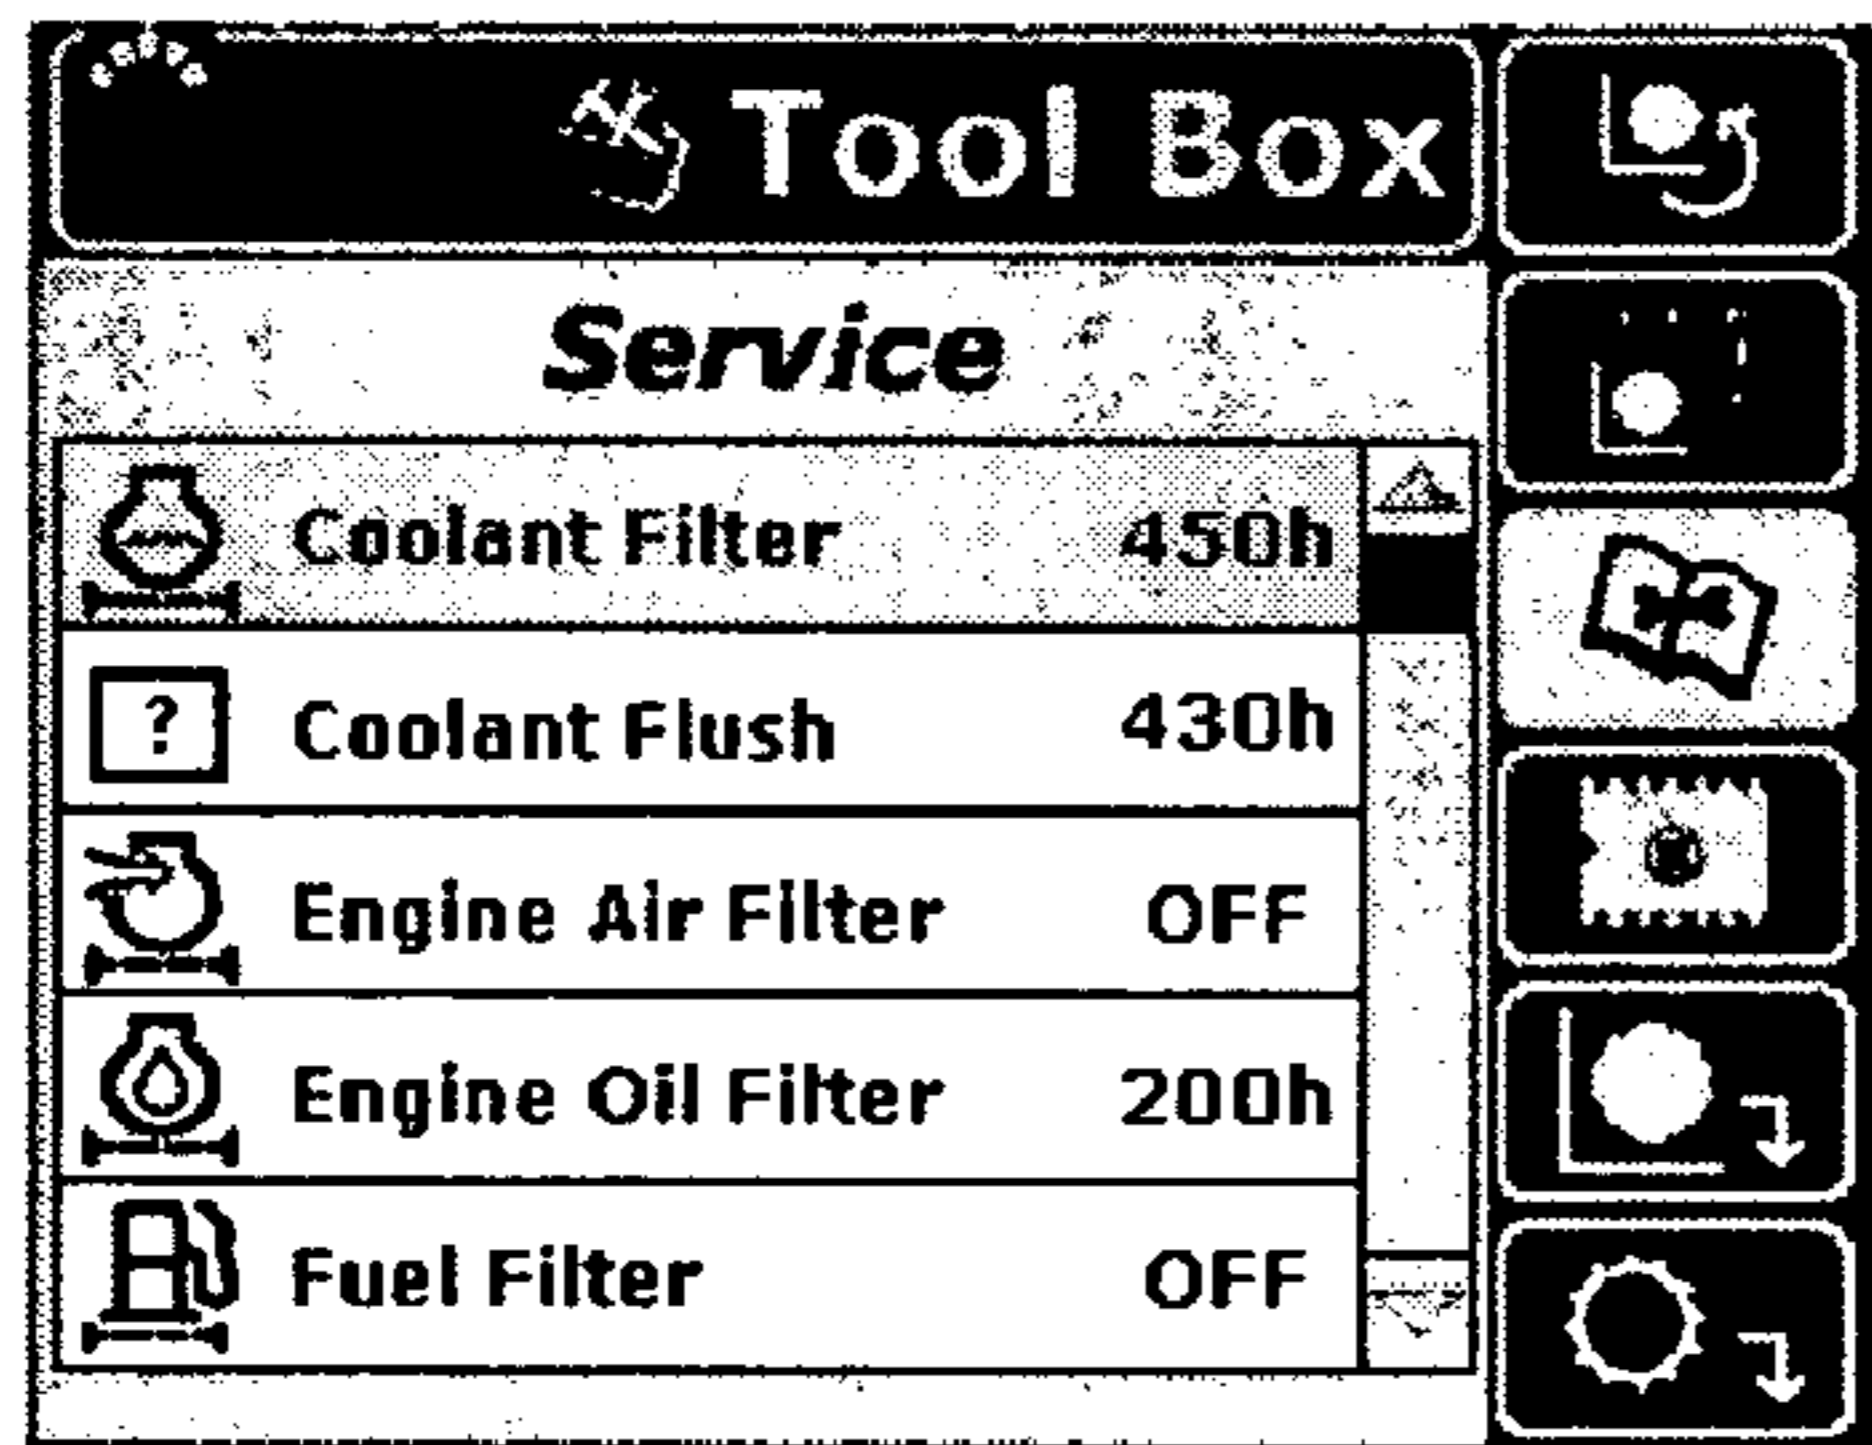 Tool Box
Service
Coolant Filter 450h
? Coolant Flush 430h
Engine Air Filter OFF
Engine Oil Filter 200h
Fuel Filter OFF